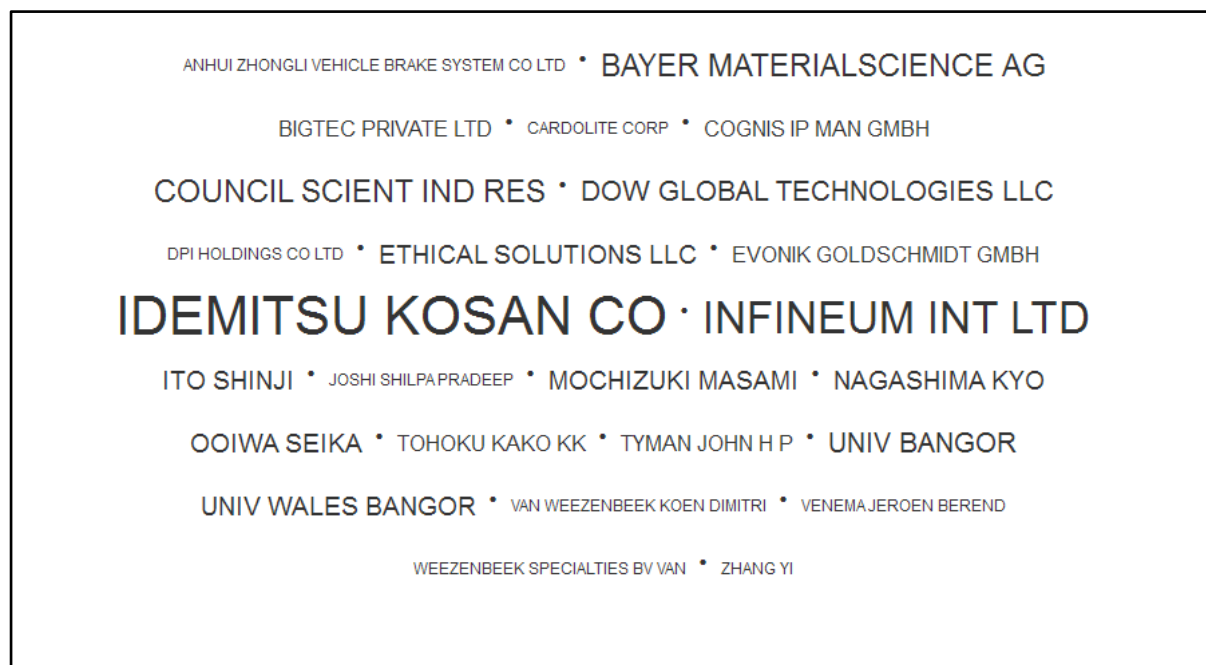 ANHUI ZHONGLI VEHICLE BRAKE SYSTEM CO LTD • BAYER MATERIALSCIENCE AG
BIGTEC PRIVATE LTD • CARDOLITE CORP • COGNIS IP MAN GMBH
COUNCIL SCIENT IND RES • DOW GLOBAL TECHNOLOGIES LLC
DPI HOLDINGS CO LTD • ETHICAL SOLUTIONS LLC • EVONIK GOLDSCHMIDT GMBH
IDEMITSU KOSAN CO • INFINEUM INT LTD
ITO SHINJI • JOSHI SHILPA PRADEEP • MOCHIZUKI MASAMI • NAGASHIMA KYO
OOIWA SEIKA • TOHOKU KAKO KK • TYMAN JOHN H P • UNIV BANGOR
UNIV WALES BANGOR • VAN WEEZENBEEK KOEN DIMITRI • VENEMA JEROEN BEREND
WEEZENBEEK SPECIALTIES BV VAN • ZHANG YI